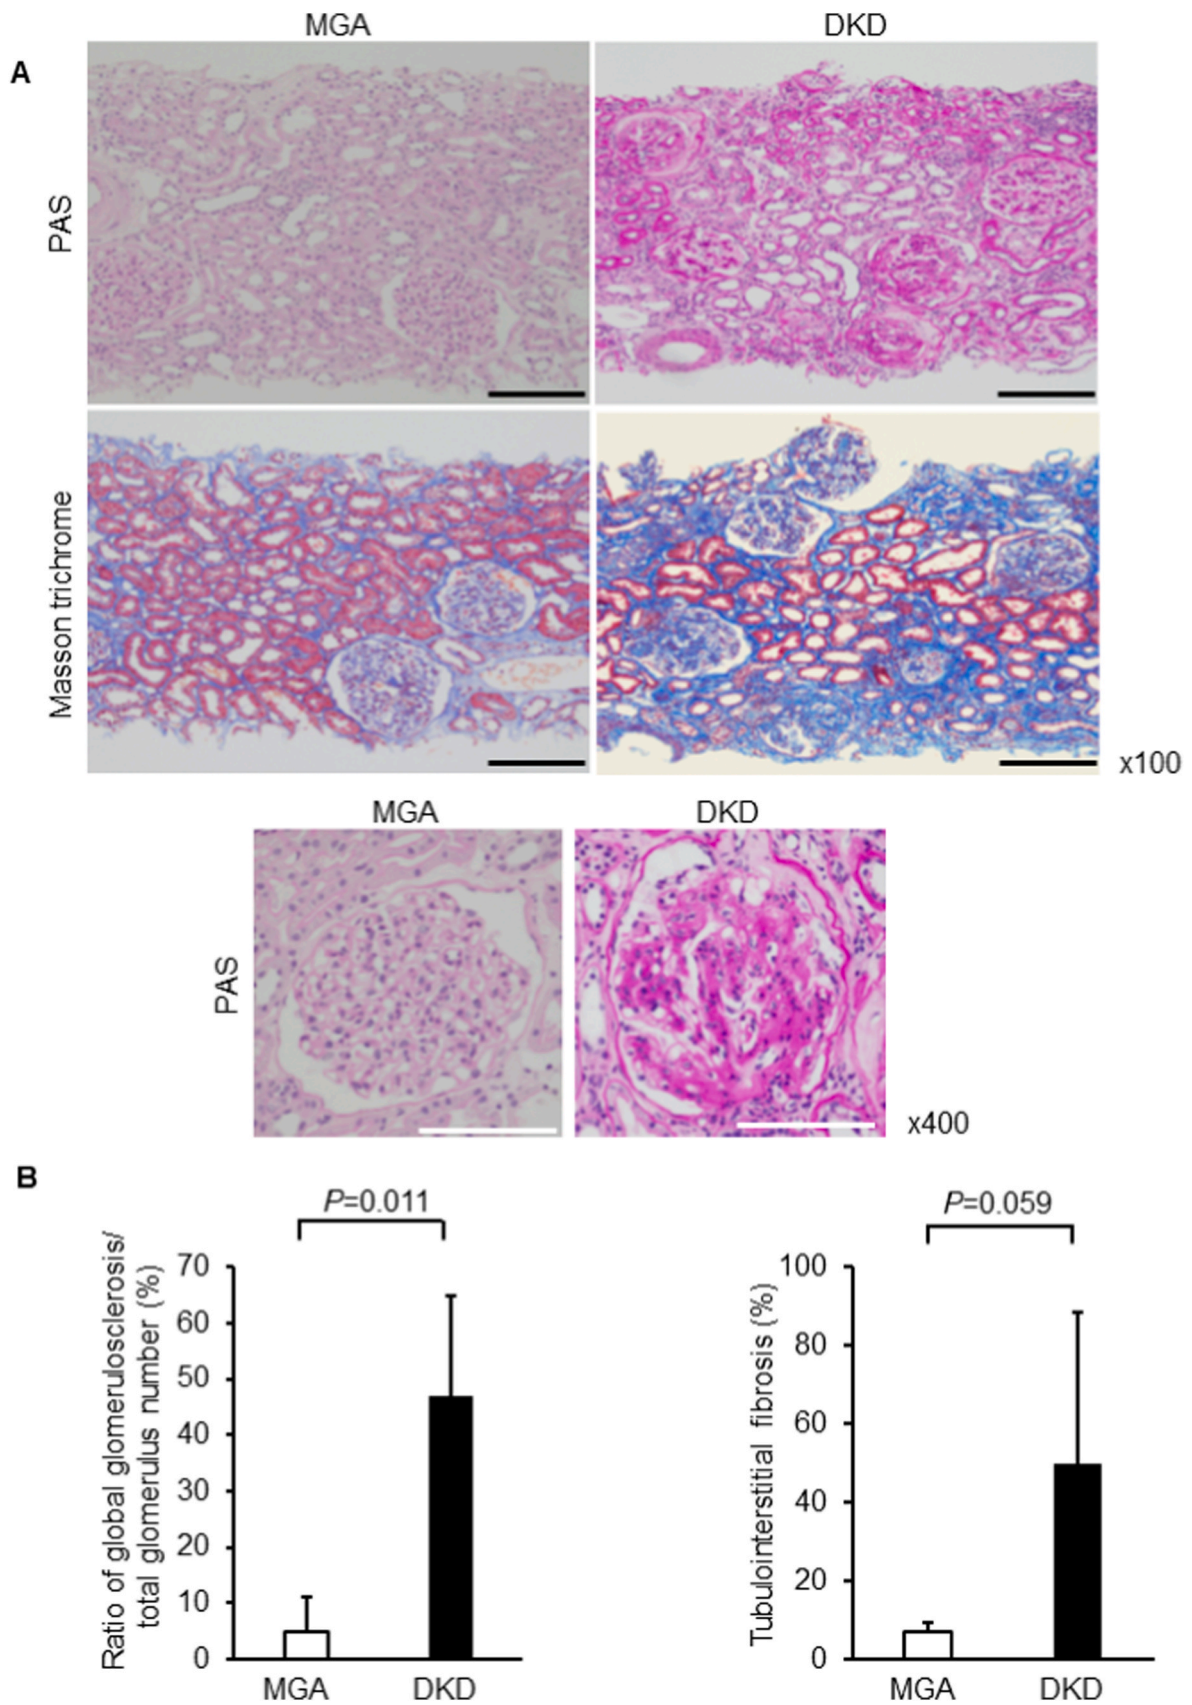 MGA DKD
A
PAS
Masson trichrome
x100
MGA DKD
PAS
x400
B
P=0.011
Ratio of global glomerulosclerosis/
total glomerulus number (%)
70
60
50
40
30
20
10
0
MGA DKD
P=0.059
Tubulointerstitial fibrosis (%)
100
80
60
40
20
0
MGA DKD